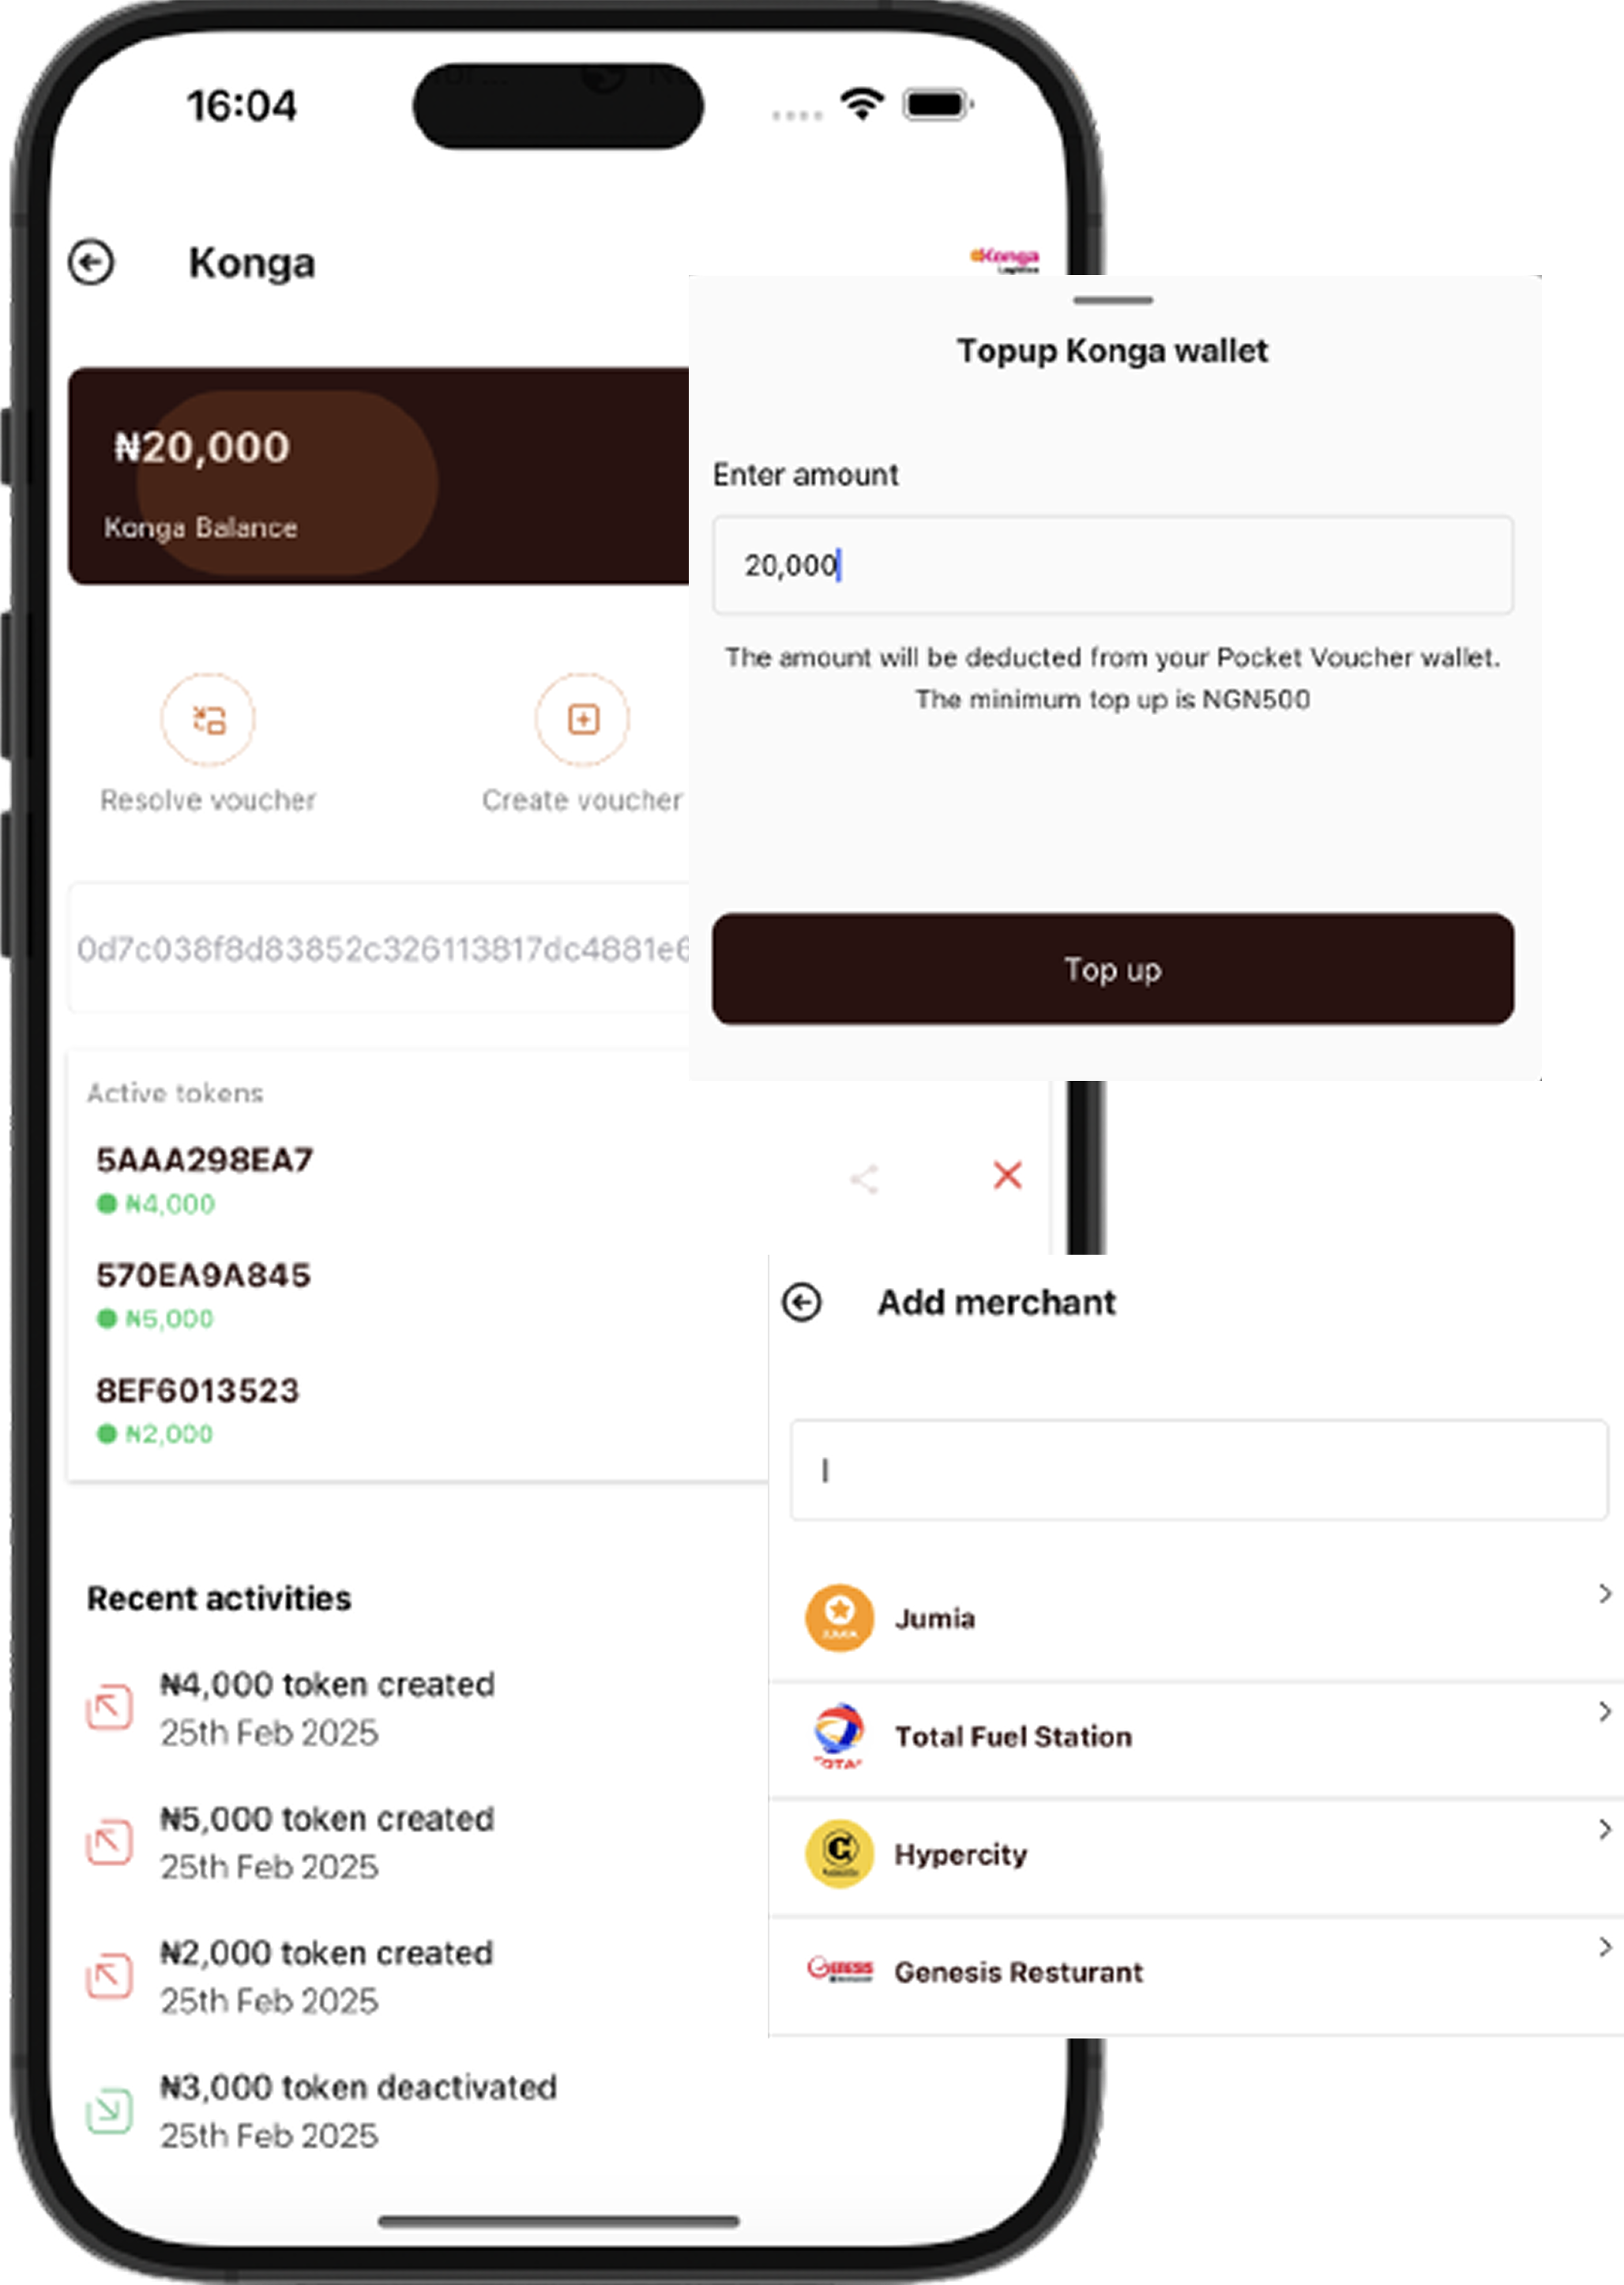 16:04
Konga
Konga
Topup Konga wallet
₦20,000
Konga Balance
Enter amount
20,000
The amount will be deducted from your Pocket Voucher wallet.
The minimum top up is NGN500
Resolve voucher
Create voucher
0d7c038f8d83852c326113817dc4881e6
Top up
Active tokens
5AAA298EA7
₦4,000
570EA9A845
₦5,000
8EF6013523
₦2,000
Add merchant
Jumia
Total Fuel Station
Hypercity
Genesis Resturant
Recent activities
₦4,000 token created
25th Feb 2025
₦5,000 token created
25th Feb 2025
₦2,000 token created
25th Feb 2025
₦3,000 token deactivated
25th Feb 2025